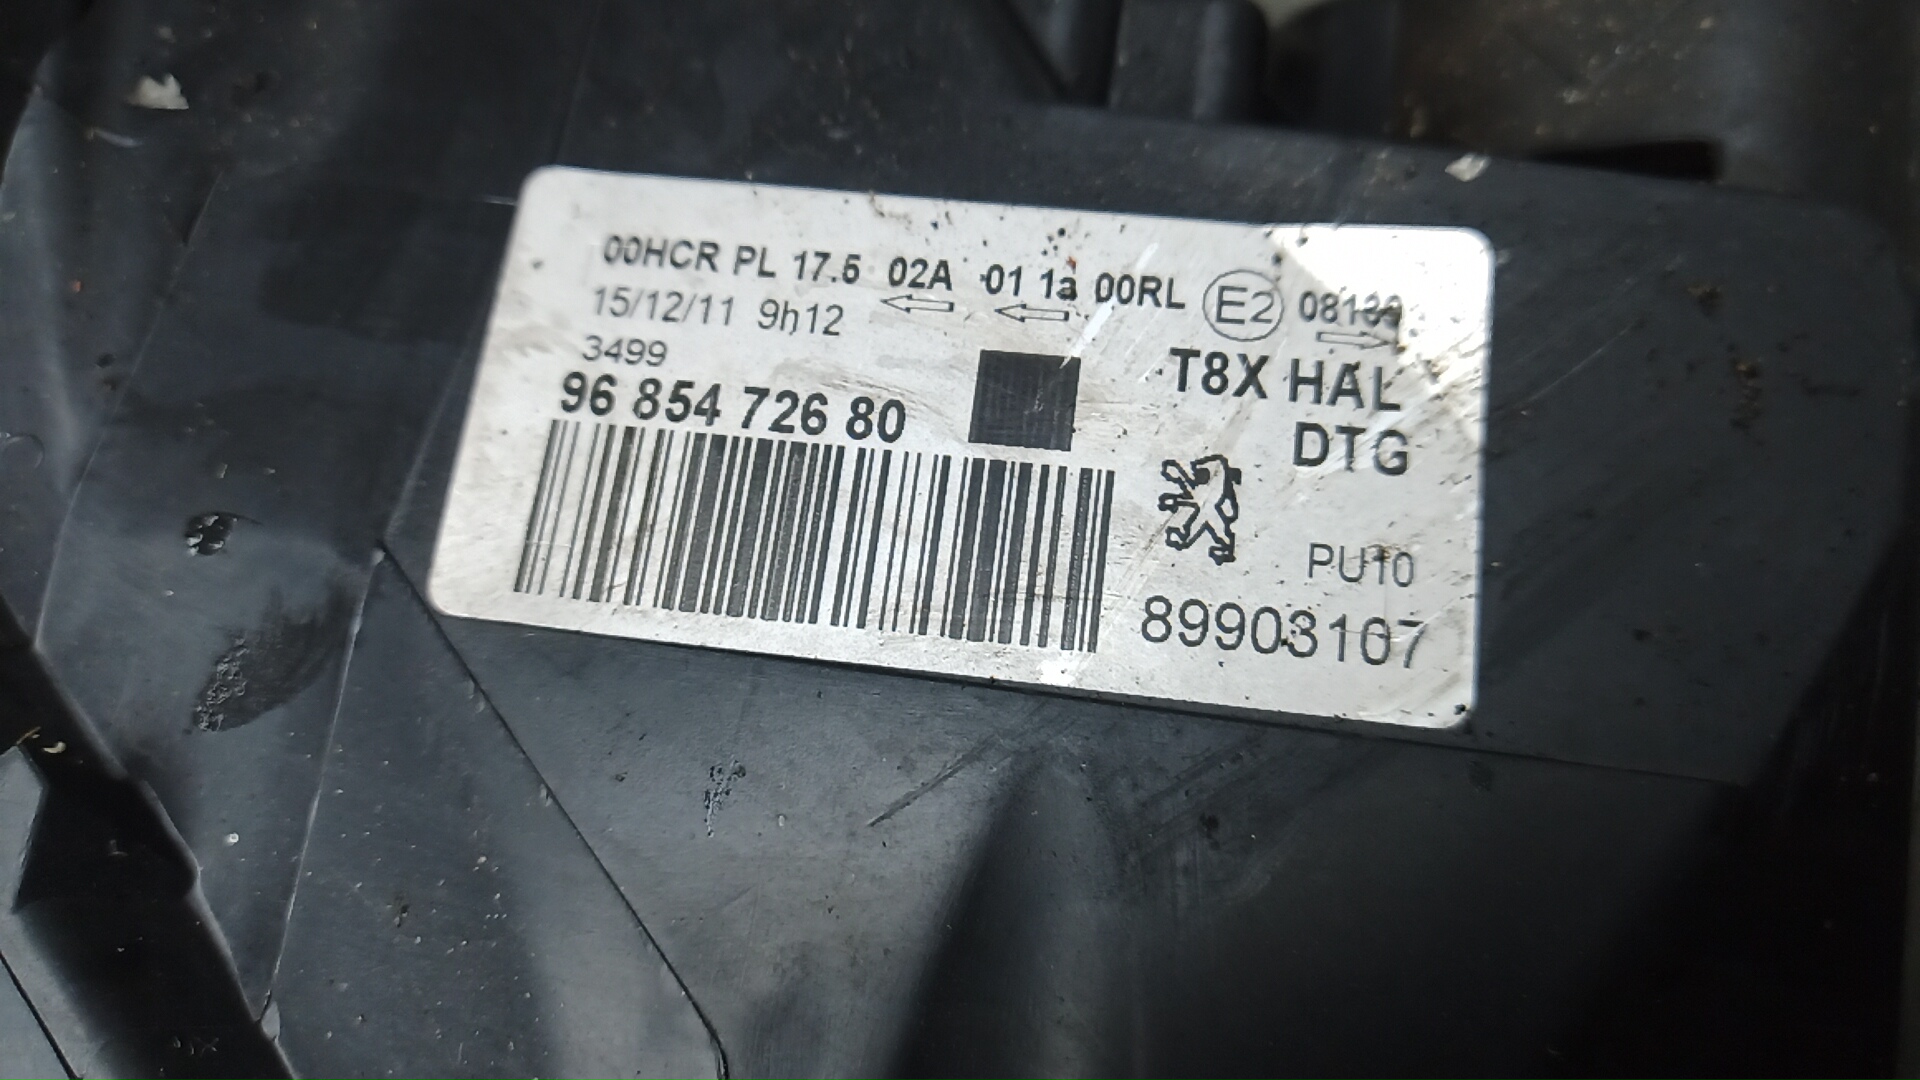 00HCR PL 17.5 02A 01 1a 00RL E2
15/12/11 9h12
3499
96 854 726 80
T8X HAL
DTG
PU10
89903107